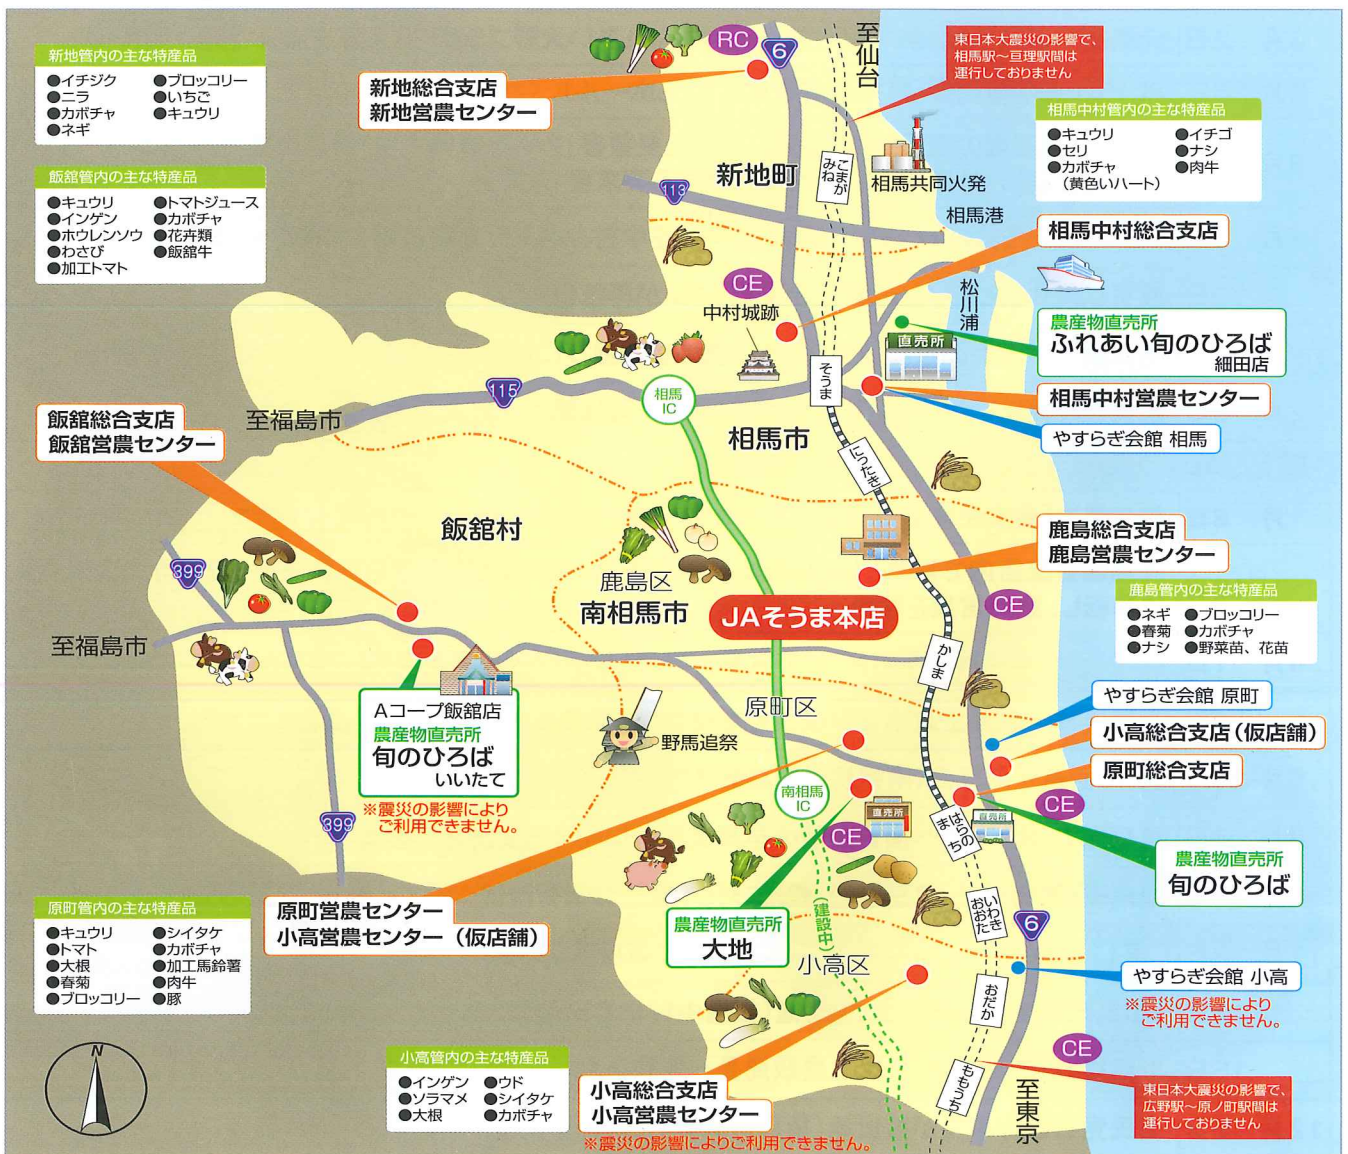 新地管内の主な特産品
●イチジク ●ブロッコリー
●ニラ ●いちご
●カボチャ ●キュウリ
●ネギ
飯舘管内の主な特産品
●キュウリ ●トマトジュース
●インゲン ●カボチャ
●ホウレンソウ ●花卉類
●わさび ●飯舘牛
●加工トマト
新地総合支店
新地営農センター
RC
6
至仙台
東日本大震災の影響で、
相馬駅～亘理駅間は
運行しておりません
相馬中村管内の主な特産品
●キュウリ ●イチゴ
●セリ ●ナシ
●カボチャ ●肉牛
(黄色いハート)
新地町
こまがみね
相馬共同火発
113
相馬港
相馬中村総合支店
CE
中村城跡
松川浦
直売所
農産物直売所
ふれあい旬のひろば
細田店
そうま
相馬中村営農センター
やすらぎ会館 相馬
115
相馬
IC
至福島市
相馬市
飯舘総合支店
飯舘営農センター
にったき
飯舘村
鹿島区
南相馬市
鹿島総合支店
鹿島営農センター
399
JAそうま本店
CE
鹿島管内の主な特産品
●ネギ ●ブロッコリー
●春菊 ●カボチャ
●ナシ ●野菜苗、花苗
至福島市
かしま
Aコープ飯舘店
農産物直売所
旬のひろば
いいたて
※震災の影響により
ご利用できません。
原町区
野馬追祭
やすらぎ会館 原町
小高総合支店(仮店舗)
原町総合支店
南相馬
IC
直売所
CE
はらのまち
直売所
CE
399
農産物直売所
旬のひろば
原町管内の主な特産品
●キュウリ ●シイタケ
●トマト ●カボチャ
●大根 ●加工馬鈴薯
●春菊 ●肉牛
●ブロッコリー ●豚
原町営農センター
小高営農センター(仮店舗)
農産物直売所
大地
(建設中)
いわきおおた
6
小高区
やすらぎ会館 小高
※震災の影響により
ご利用できません。
おだか
CE
N
小高管内の主な特産品
●インゲン ●ウド
●ソラマメ ●シイタケ
●大根 ●カボチャ
小高総合支店
小高営農センター
※震災の影響によりご利用できません。
ももうち
至東京
東日本大震災の影響で、
広野駅～原ノ町駅間は
運行しておりません